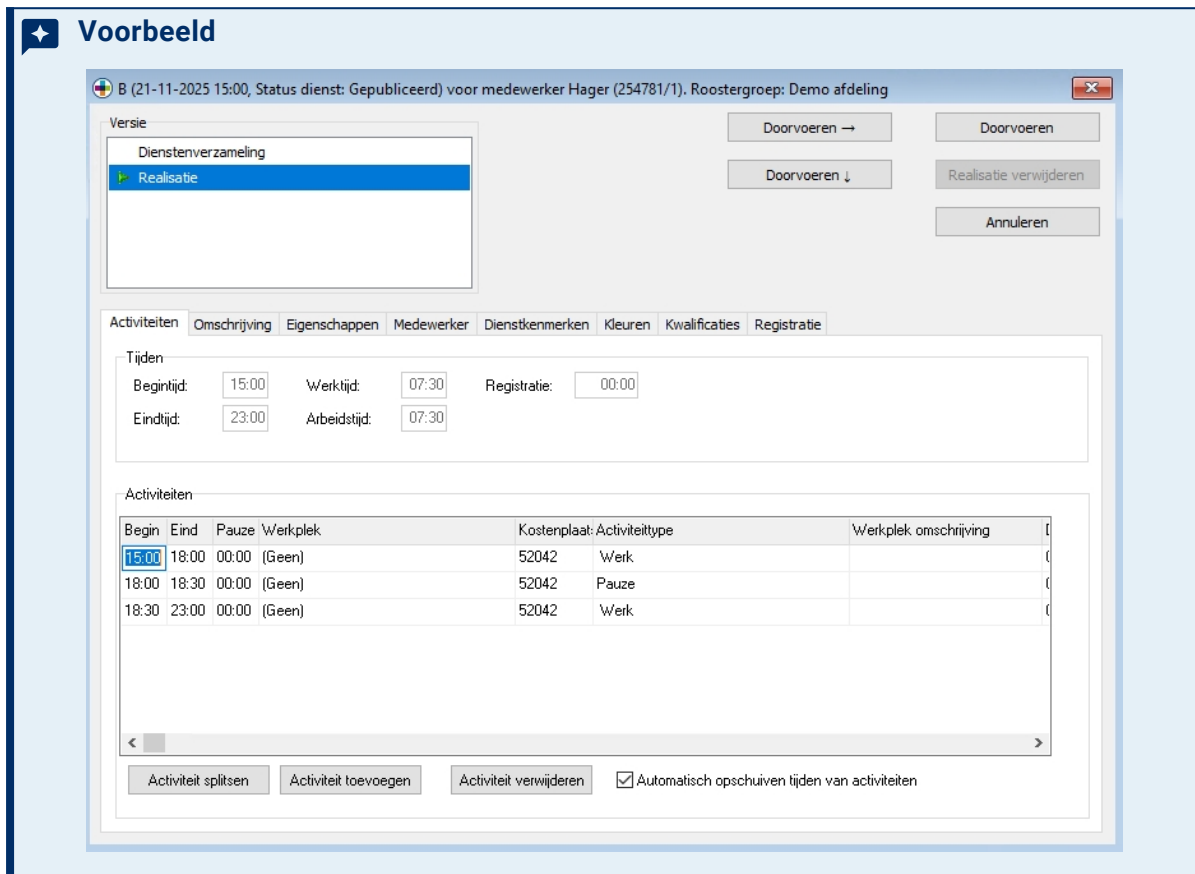 Voorbeeld
B (21-11-2025 15:00, Status dienst: Gepubliceerd) voor medewerker Hager (254781/1). Roostergroep: Demo afdeling
Versie
Dienstenverzameling
Realisatie
Doorvoeren →
Doorvoeren
Doorvoeren ↓
Realisatie verwijderen
Annuleren
Activiteiten Omschrijving Eigenschappen Medewerker Dienstkenmerken Kleuren Kwalificaties Registratie
Tijden
Begintijd: 15:00 Werktijd: 07:30 Registratie: 00:00
Eindtijd: 23:00 Arbeidstijd: 07:30
Activiteiten
Begin Eind Pauze Werkplek Kostenplaat: Activiteittype Werkplek omschrijving
15:00 18:00 00:00 (Geen) 52042 Werk
18:00 18:30 00:00 (Geen) 52042 Pauze
18:30 23:00 00:00 (Geen) 52042 Werk
Activiteit splitsen Activiteit toevoegen Activiteit verwijderen Automatisch opschuiven tijden van activiteiten